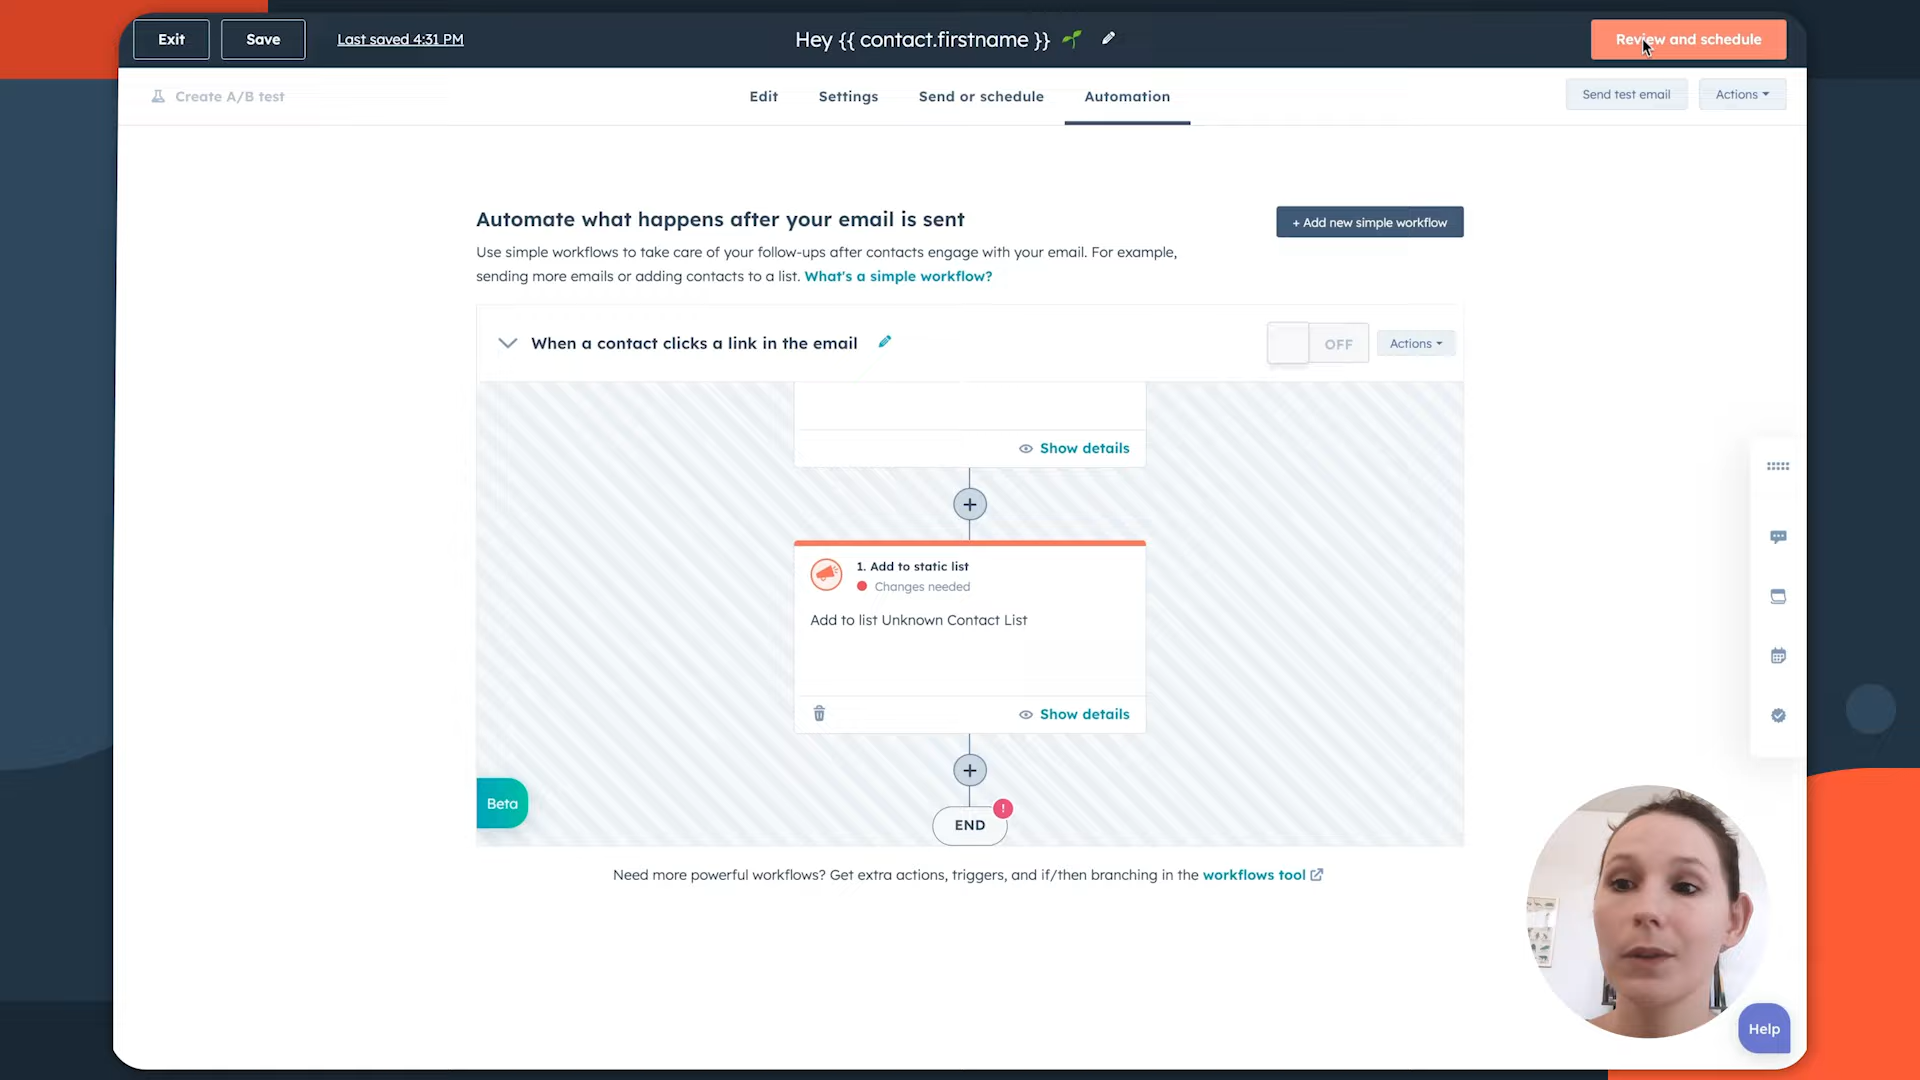 Exit
Save
Last saved 4:31 PM
Hey {{ contact.firstname }}
Review and schedule
Create A/B test
Edit
Settings
Send or schedule
Automation
Send test email
Actions
Automate what happens after your email is sent
+ Add new simple workflow
Use simple workflows to take care of your follow-ups after contacts engage with your email. For example,
sending more emails or adding contacts to a list. What's a simple workflow?
When a contact clicks a link in the email
OFF
Actions
Show details
1. Add to static list
Changes needed
Add to list Unknown Contact List
Show details
Beta
END
!
Need more powerful workflows? Get extra actions, triggers, and if/then branching in the workflows tool
Help